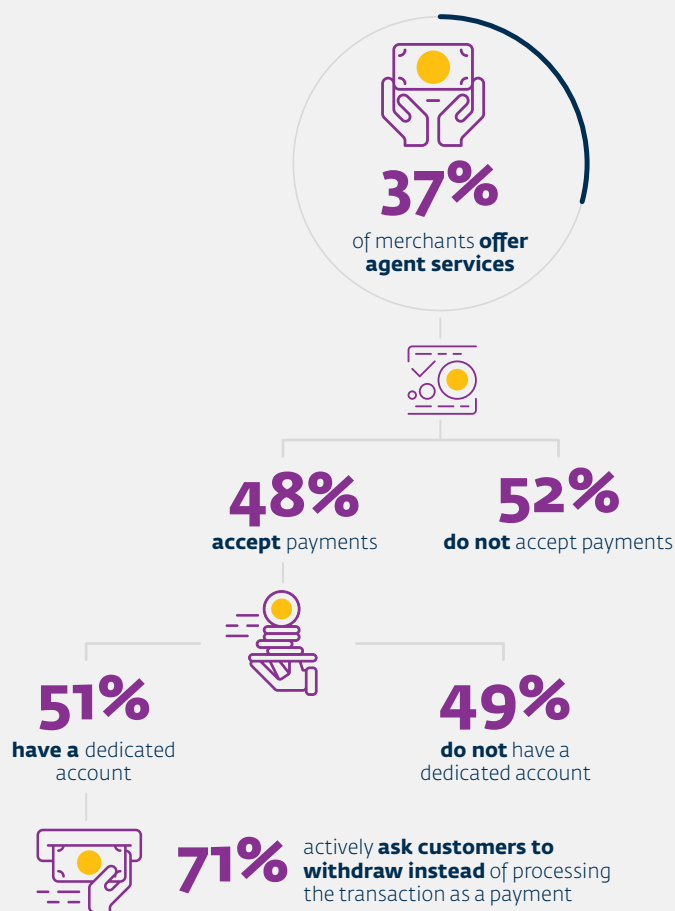 37%
of merchants offer
agent services
48%
accept payments
52%
do not accept payments
51%
have a dedicated
account
49%
do not have a
dedicated account
71%
actively ask customers to
withdraw instead of processing
the transaction as a payment